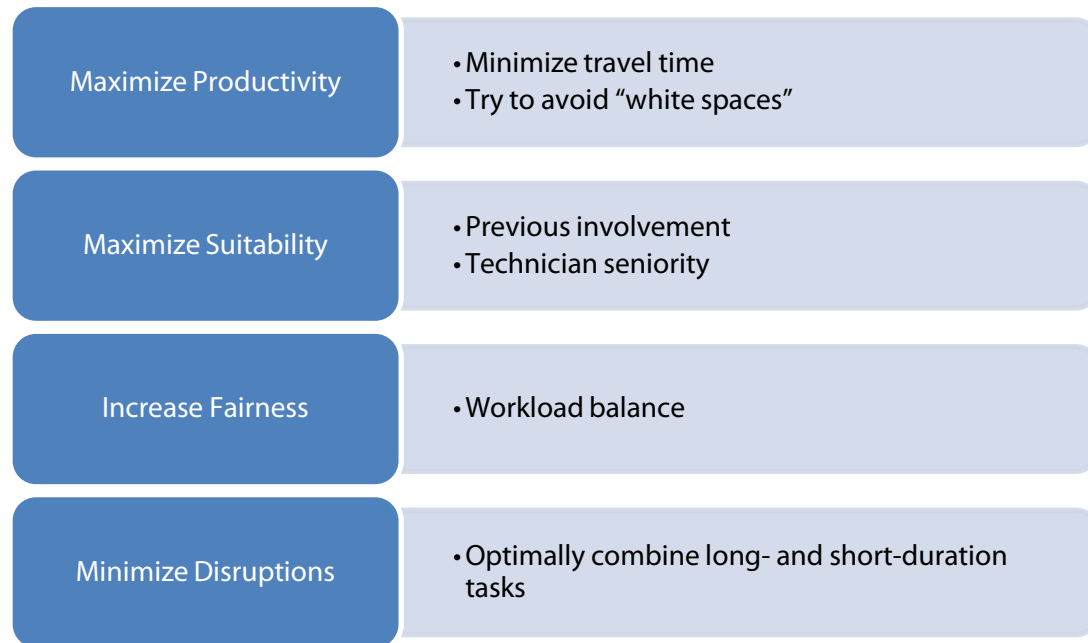 Maximize Productivity
• Minimize travel time
• Try to avoid “white spaces”
Maximize Suitability
• Previous involvement
• Technician seniority
Increase Fairness
• Workload balance
Minimize Disruptions
• Optimally combine long- and short-duration
tasks